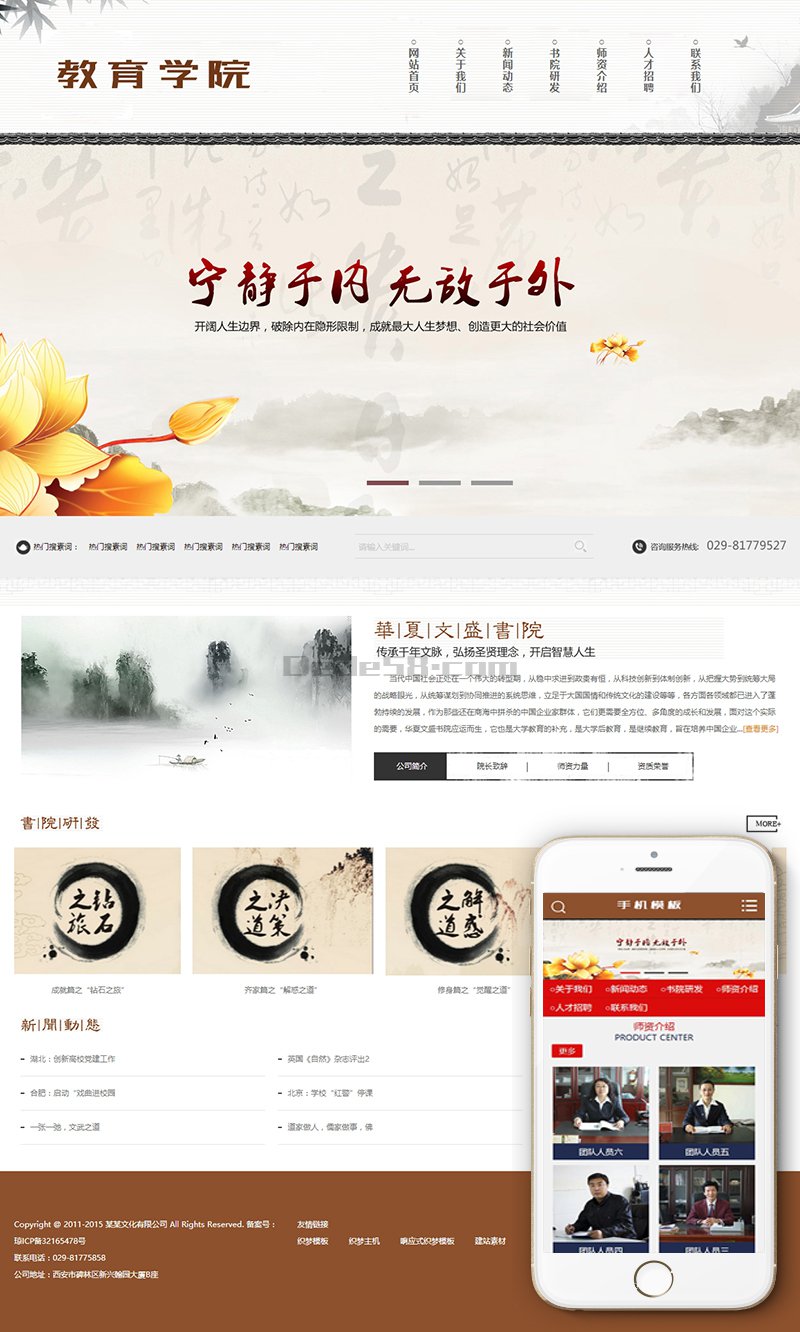 教育学院
网站首页
关于我们
新闻动态
书院研发
师资介绍
人才招聘
联系我们
宁静于内 无敌于外
开阔人生边界，破除内在隐形限制，成就最大人生梦想、创造更大的社会价值
热门搜素词： 热门搜素词 热门搜素词 热门搜素词 热门搜素词 热门搜素词
请输入关键词...
咨询服务热线: 029-81779527
華|夏|文|盛|書|院
传承千年文脉，弘扬圣贤理念，开启智慧人生
Dede58.com
当代中国社会正处在一个伟大的转型期，从稳中求进到政柔有恒，从科技创新到体制创新，从把握大势到统筹大局
的战略眼光，从统筹谋划到协同推进的系统思维，立足于大国国情和传统文化的建设等等，各方面各领域都已进入了蓬
勃持续的发展，作为那些还在商海中拼杀的中国企业家群体，它们更需要全方位、多角度的成长和发展，面对这个实际
的需要，华夏文盛书院应运而生，它也是大学教育的补充，是大学后教育，是继续教育，旨在培养中国企业...[查看更多]
公司简介 | 院长致辞 | 资师力量 | 资质荣誉
書|院|研|發
MORE+
之钻
旅石
之决
道策
之解
道惑
成就篇之“钻石之旅”
齐家篇之“解惑之道”
修身篇之“觉醒之道”
新|聞|動|態
- 湖北：创新高校党建工作
- 英国《自然》杂志评出2
- 合肥：启动“戏曲进校园
- 北京：学校“红警”停课
- 一张一弛，文武之道
- 道家做人，儒家做事，佛
手机模板
宁静于内 无敌于外
○关于我们 ○新闻动态 ○书院研发 ○师资介绍
○人才招聘 ○联系我们
师资介绍
PRODUCT CENTER
更多
团队人员六
团队人员五
团队人员四
团队人员三
Copyright @ 2011-2015 某某文化有限公司 All Rights Reserved. 备案号：
琼ICP备32165478号
联系电话：029-81775858
公司地址：西安市碑林区新兴翰园大厦B座
友情链接
织梦模板 织梦主机 响应式织梦模板 建站素材